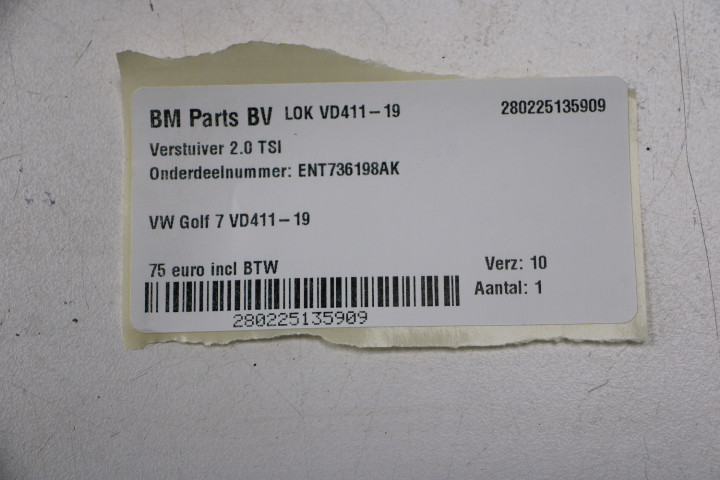 BM Parts BV LOK VD411-19 280225135909
Verstuiver 2.0 TSI
Onderdeelnummer: ENT736198AK
VW Golf 7 VD411-19
75 euro incl BTW Verz: 10
Aantal: 1
280225135909